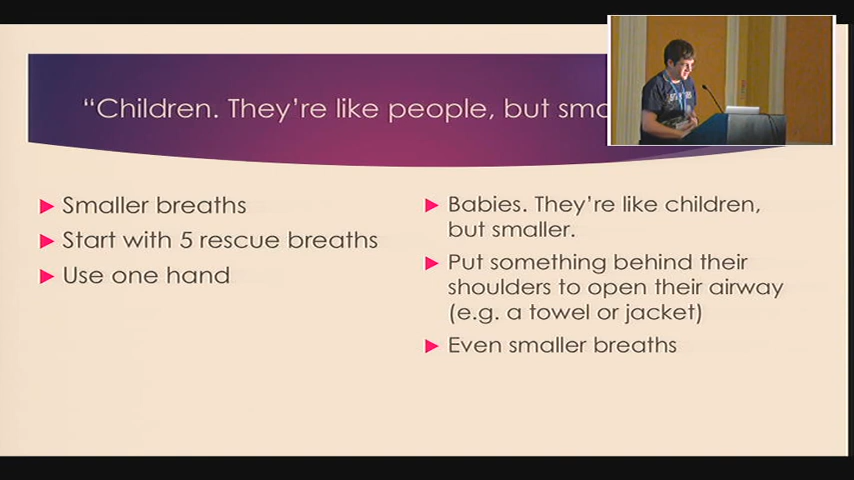 “Children. They’re like people, but
Smaller breaths
Start with 5 rescue breaths
Use one hand
Babies. They’re like children,
but smaller.
Put something behind their
shoulders to open their airway
(e.g. a towel or jacket)
Even smaller breaths